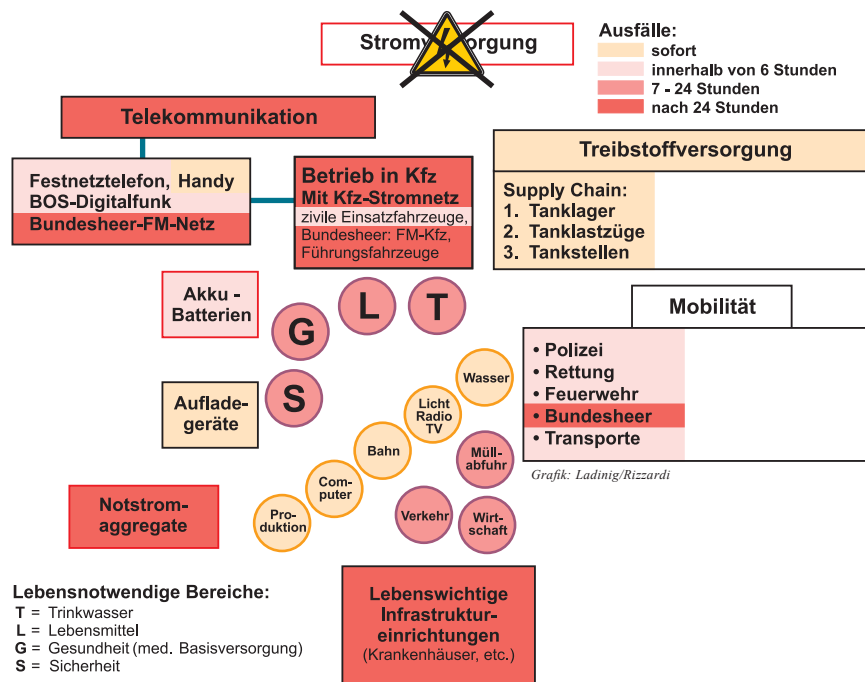 Stromv sorgung
Ausfälle:
sofort
innerhalb von 6 Stunden
7 - 24 Stunden
nach 24 Stunden
Telekommunikation
Festnetztelefon, Handy
BOS-Digitalfunk
Bundesheer-FM-Netz
Betrieb in Kfz
Mit Kfz-Stromnetz
zivile Einsatzfahrzeuge,
Bundesheer: FM-Kfz,
Führungsfahrzeuge
Treibstoffversorgung
Supply Chain:
1. Tanklager
2. Tanklastzüge
3. Tankstellen
Akku -
Batterien
G
L
T
S
Auflade-
geräte
Mobilität
• Polizei
• Rettung
• Feuerwehr
• Bundesheer
• Transporte
Grafik: Ladinig/Rizzardi
Wasser
Licht
Radio
TV
Bahn
Com-
puter
Pro-
duktion
Müll-
abfuhr
Verkehr
Wirt-
schaft
Notstrom-
aggregate
Lebensnotwendige Bereiche:
T = Trinkwasser
L = Lebensmittel
G = Gesundheit (med. Basisversorgung)
S = Sicherheit
Lebenswichtige
Infrastruktur-
einrichtungen
(Krankenhäuser, etc.)